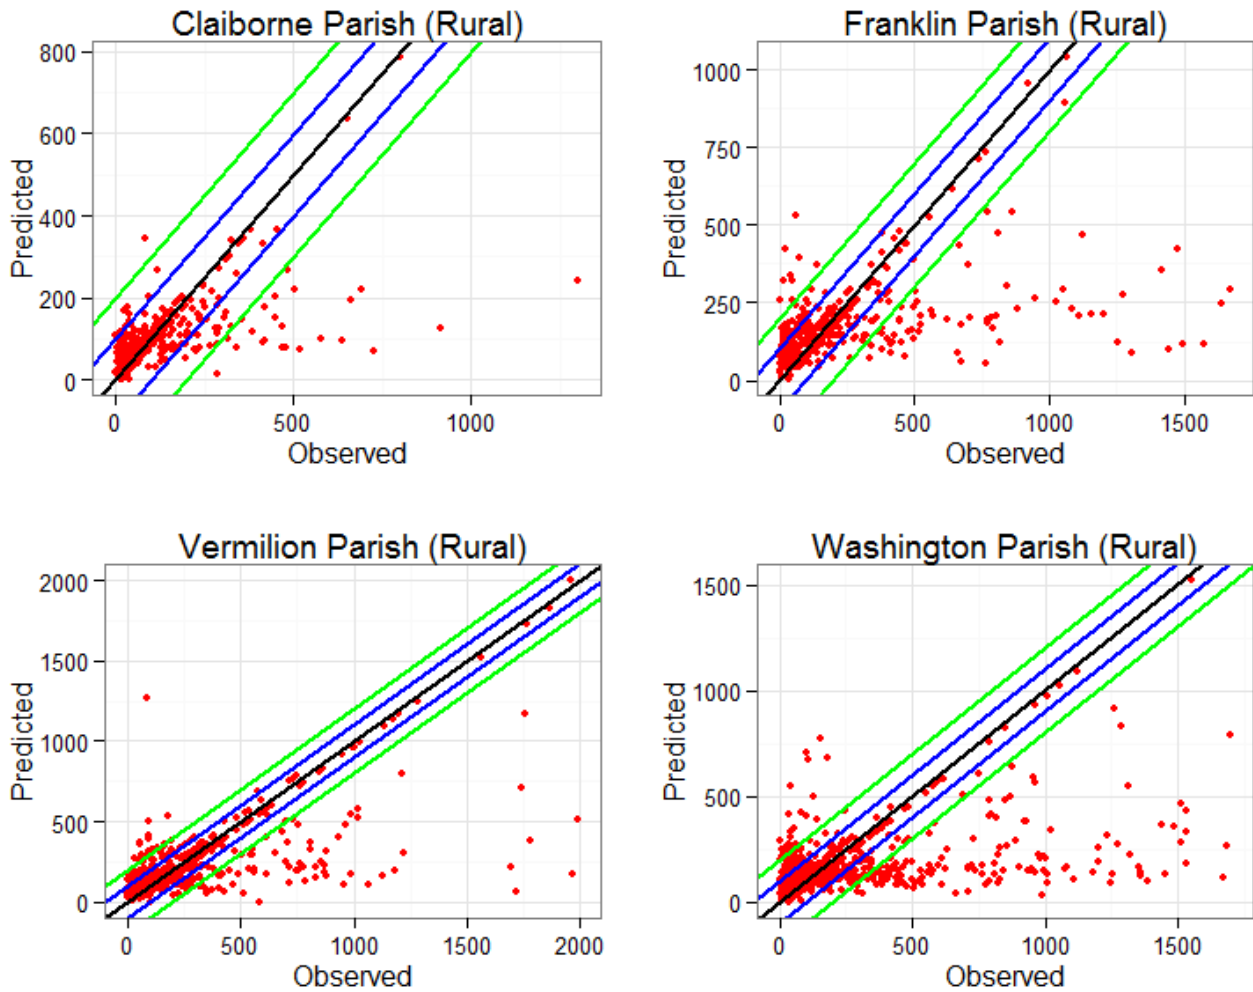 Claiborne Parish (Rural)
800
600
400
200
0
Predicted
0 500 1000
Observed
Franklin Parish (Rural)
1000
750
500
250
0
Predicted
0 500 1000 1500
Observed
Vermilion Parish (Rural)
2000
1500
1000
500
0
Predicted
0 500 1000 1500 2000
Observed
Washington Parish (Rural)
1500
1000
500
0
Predicted
0 500 1000 1500
Observed